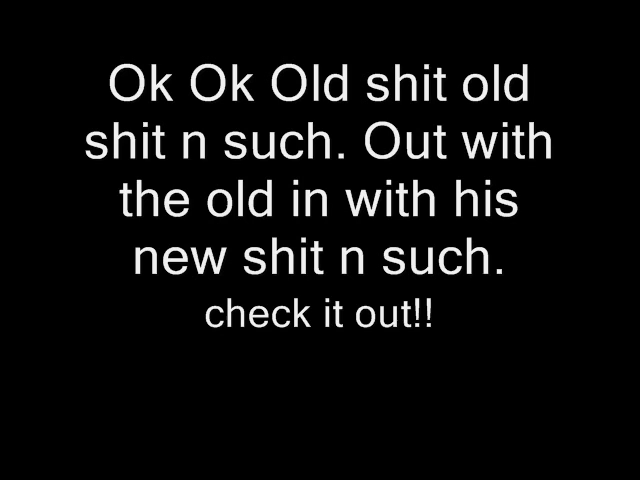 Ok Ok Old shit old
shit n such. Out with
the old in with his
new shit n such.
check it out!!